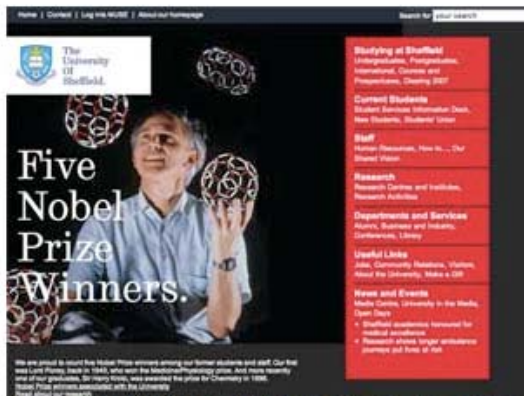 Home | Contact | Log into MUSE | About our homepage
Search for your search
The
University
Of
Sheffield.
Five
Nobel
Prize
Winners.
Studying at Sheffield
Undergraduates, Postgraduates,
International, Courses and
Prospectuses, Clearing 2007
Current Students
Student Services Information Desk,
New Students, Students' Union
Staff
Human Resources, How to..., Our
Shared Vision
Research
Research Centres and Institutes,
Research Activities
Departments and Services
Alumni, Business and Industry,
Conferences, Library
Useful Links
Jobs, Community Relations, Visitors,
About the University, Make a Gift
News and Events
Media Centre, University in the Media,
Open Days
Sheffield academics honoured for
medical excellence
Research shows longer ambulance
journeys put lives at risk
We are proud to count five Nobel Prize winners among our former students and staff. Our first
was Lord Florey, back in 1945, who won the Medicine/Physiology prize. And more recently
one of our graduates, Sir Harry Kroto, was awarded the prize for Chemistry in 1996.
Nobel Prize winners associated with the University
Read about our research